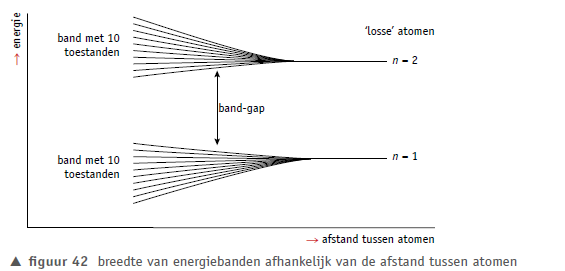 → energie
band met 10
toestanden
'losse' atomen
n = 2
band-gap
band met 10
toestanden
n = 1
→ afstand tussen atomen
▲ figuur 42 breedte van energiebanden afhankelijk van de afstand tussen atomen